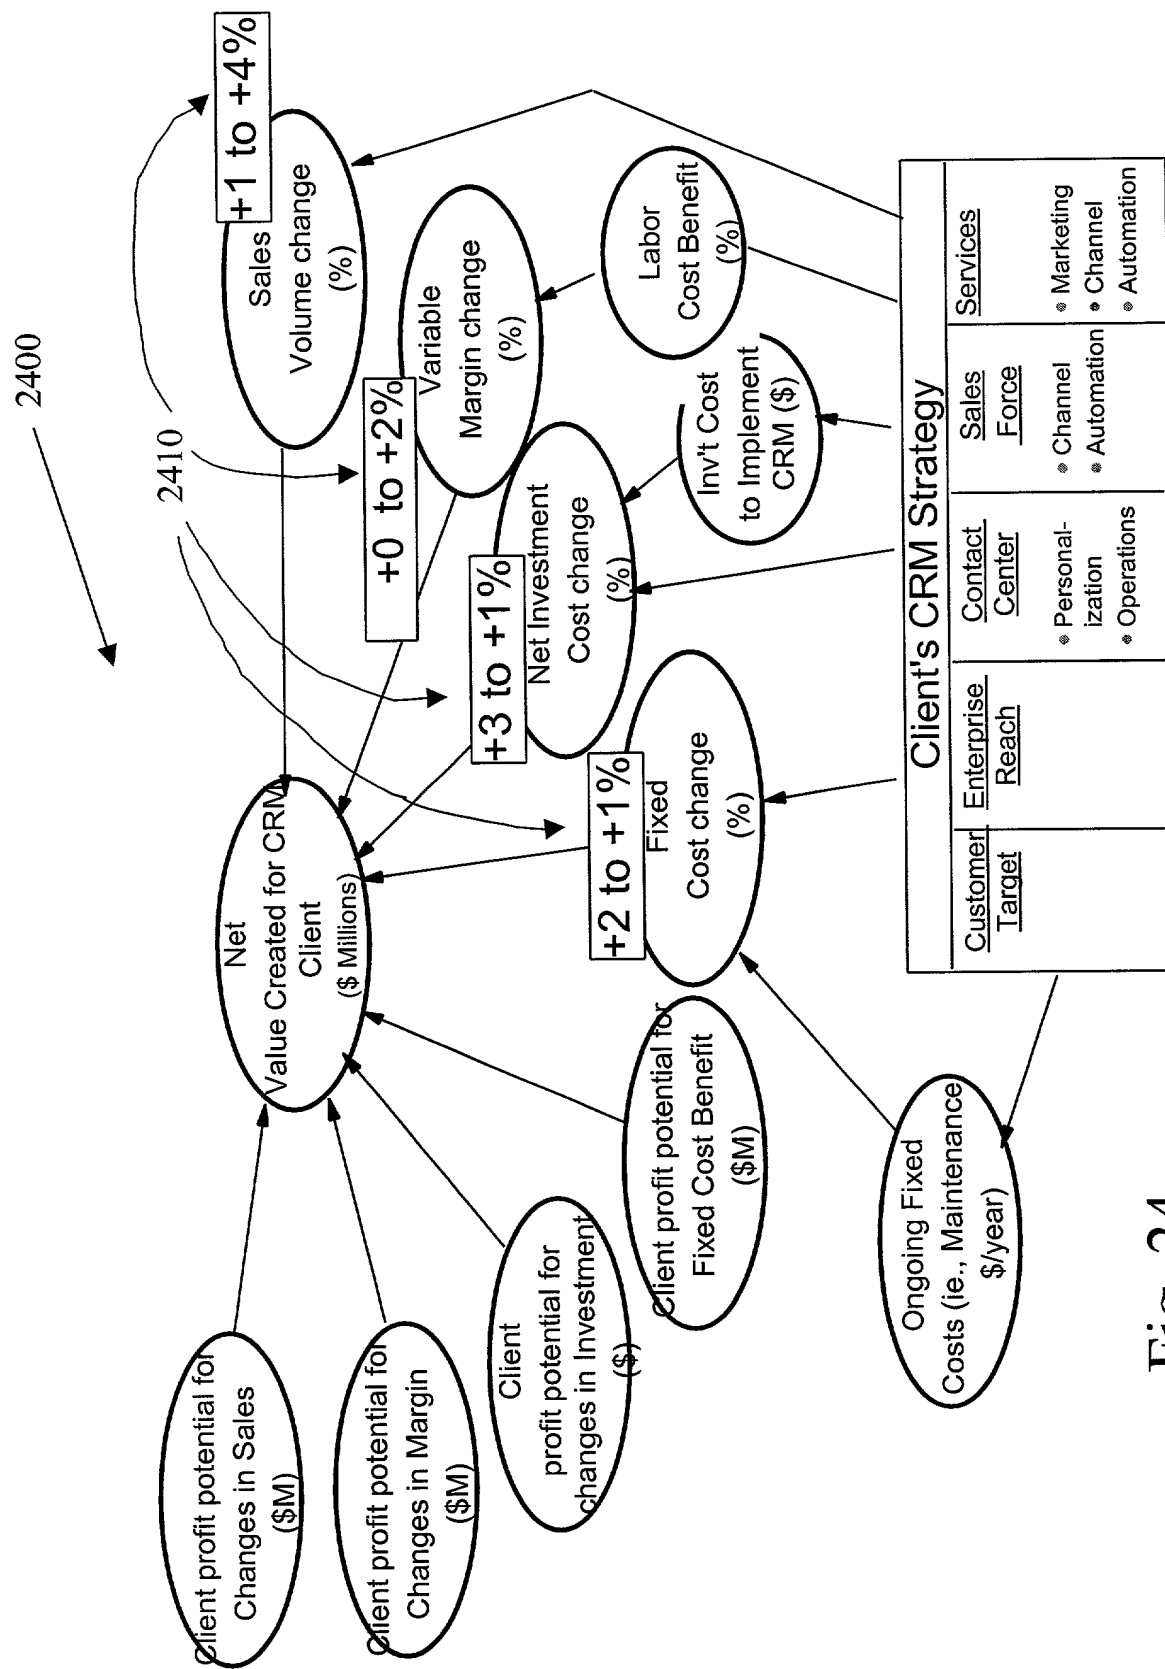 2400
2410
Client profit potential for
Changes in Sales
($M)
Client profit potential for
Changes in Margin
($M)
Client
profit potential for
changes in Investment
($)
Client profit potential for
Fixed Cost Benefit
($M)
Net
Value Created for CRM
Client
($ Millions)
+1 to +4%
Sales
Volume change
(%)
+0 to +2%
Variable
Margin change
(%)
+3 to +1%
Net Investment
Cost change
(%)
+2 to +1%
Fixed
Cost change
(%)
Labor
Cost Benefit
(%)
Inv't Cost
to Implement
CRM ($)
Ongoing Fixed
Costs (ie., Maintenance
$/year)
Client's CRM Strategy
Customer
Target
Enterprise
Reach
Contact
Center
• Personal-
ization
• Operations
Sales
Force
• Channel
• Automation
Services
• Marketing
• Channel
• Automation